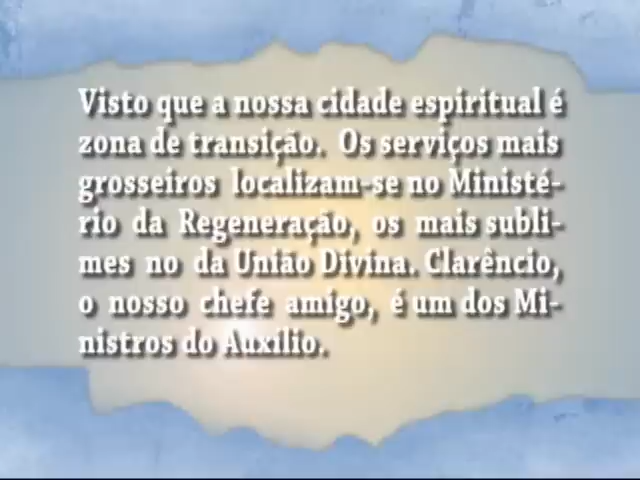 Visto que a nossa cidade espiritual é
zona de transição. Os serviços mais
grosseiros localizam-se no Ministé-
rio da Regeneração, os mais subli-
mes no da União Divina. Clarêncio,
o nosso chefe amigo, é um dos Mi-
nistros do Auxílio.